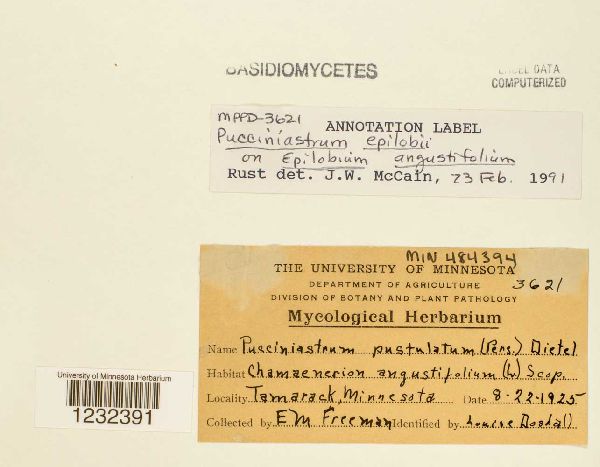 BASIDIOMYCETES
LABEL DATA
COMPUTERIZED
MPPD-3621
ANNOTATION LABEL
Pucciniastrum epilobii
on Epilobium angustifolium
Rust det. J.W. McCain, 23 Feb. 1991
MIN 484394
THE UNIVERSITY OF MINNESOTA
DEPARTMENT OF AGRICULTURE 3621
DIVISION OF BOTANY AND PLANT PATHOLOGY
Mycological Herbarium
Name Pucciniastrum pustulatum (Pers.) Dietel
Habitat Chamaenerion angustifolium (L) Scop.
Locality Tamarack, Minnesota Date 8-22-1925
Collected by E M Freeman Identified by Louise Dosdall
University of Minnesota Herbarium
1232391